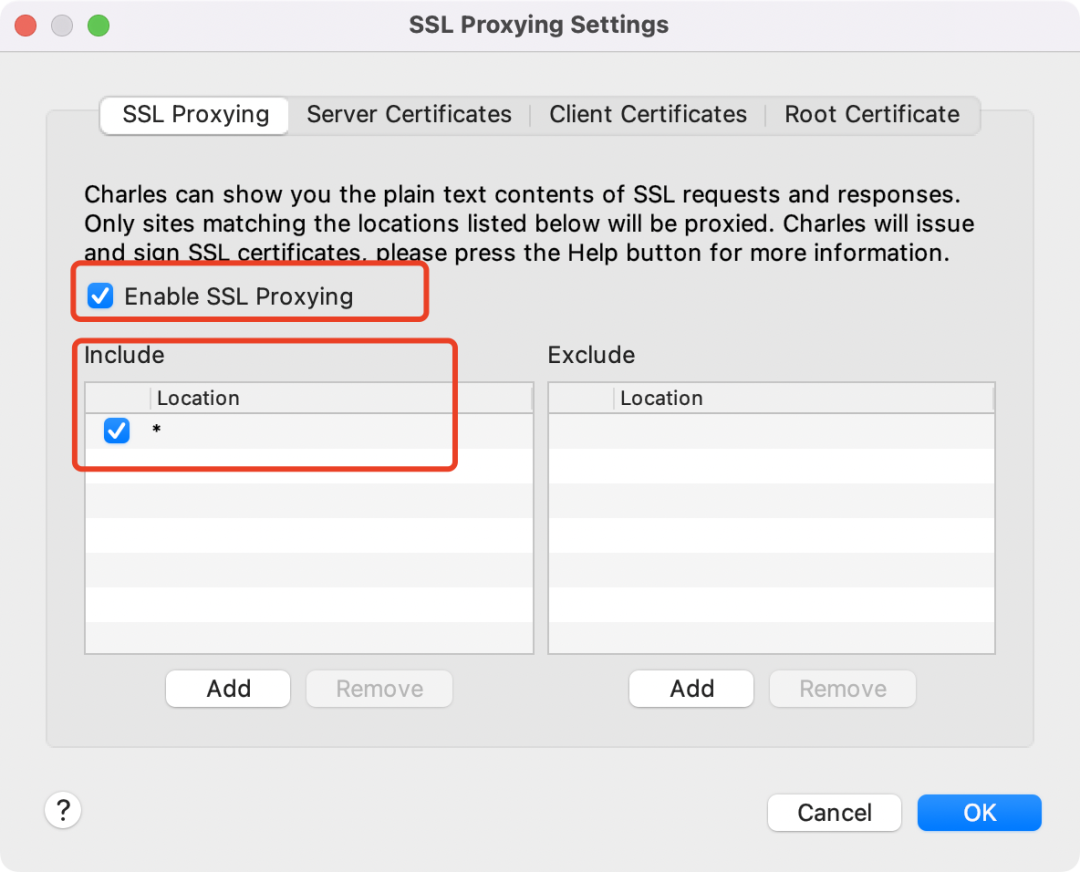 SSL Proxying Settings
SSL Proxying Server Certificates Client Certificates Root Certificate
Charles can show you the plain text contents of SSL requests and responses.
Only sites matching the locations listed below will be proxied. Charles will issue
and sign SSL certificates, please press the Help button for more information.
Enable SSL Proxying
Include Exclude
Location Location
*
Add Remove Add Remove
? Cancel OK